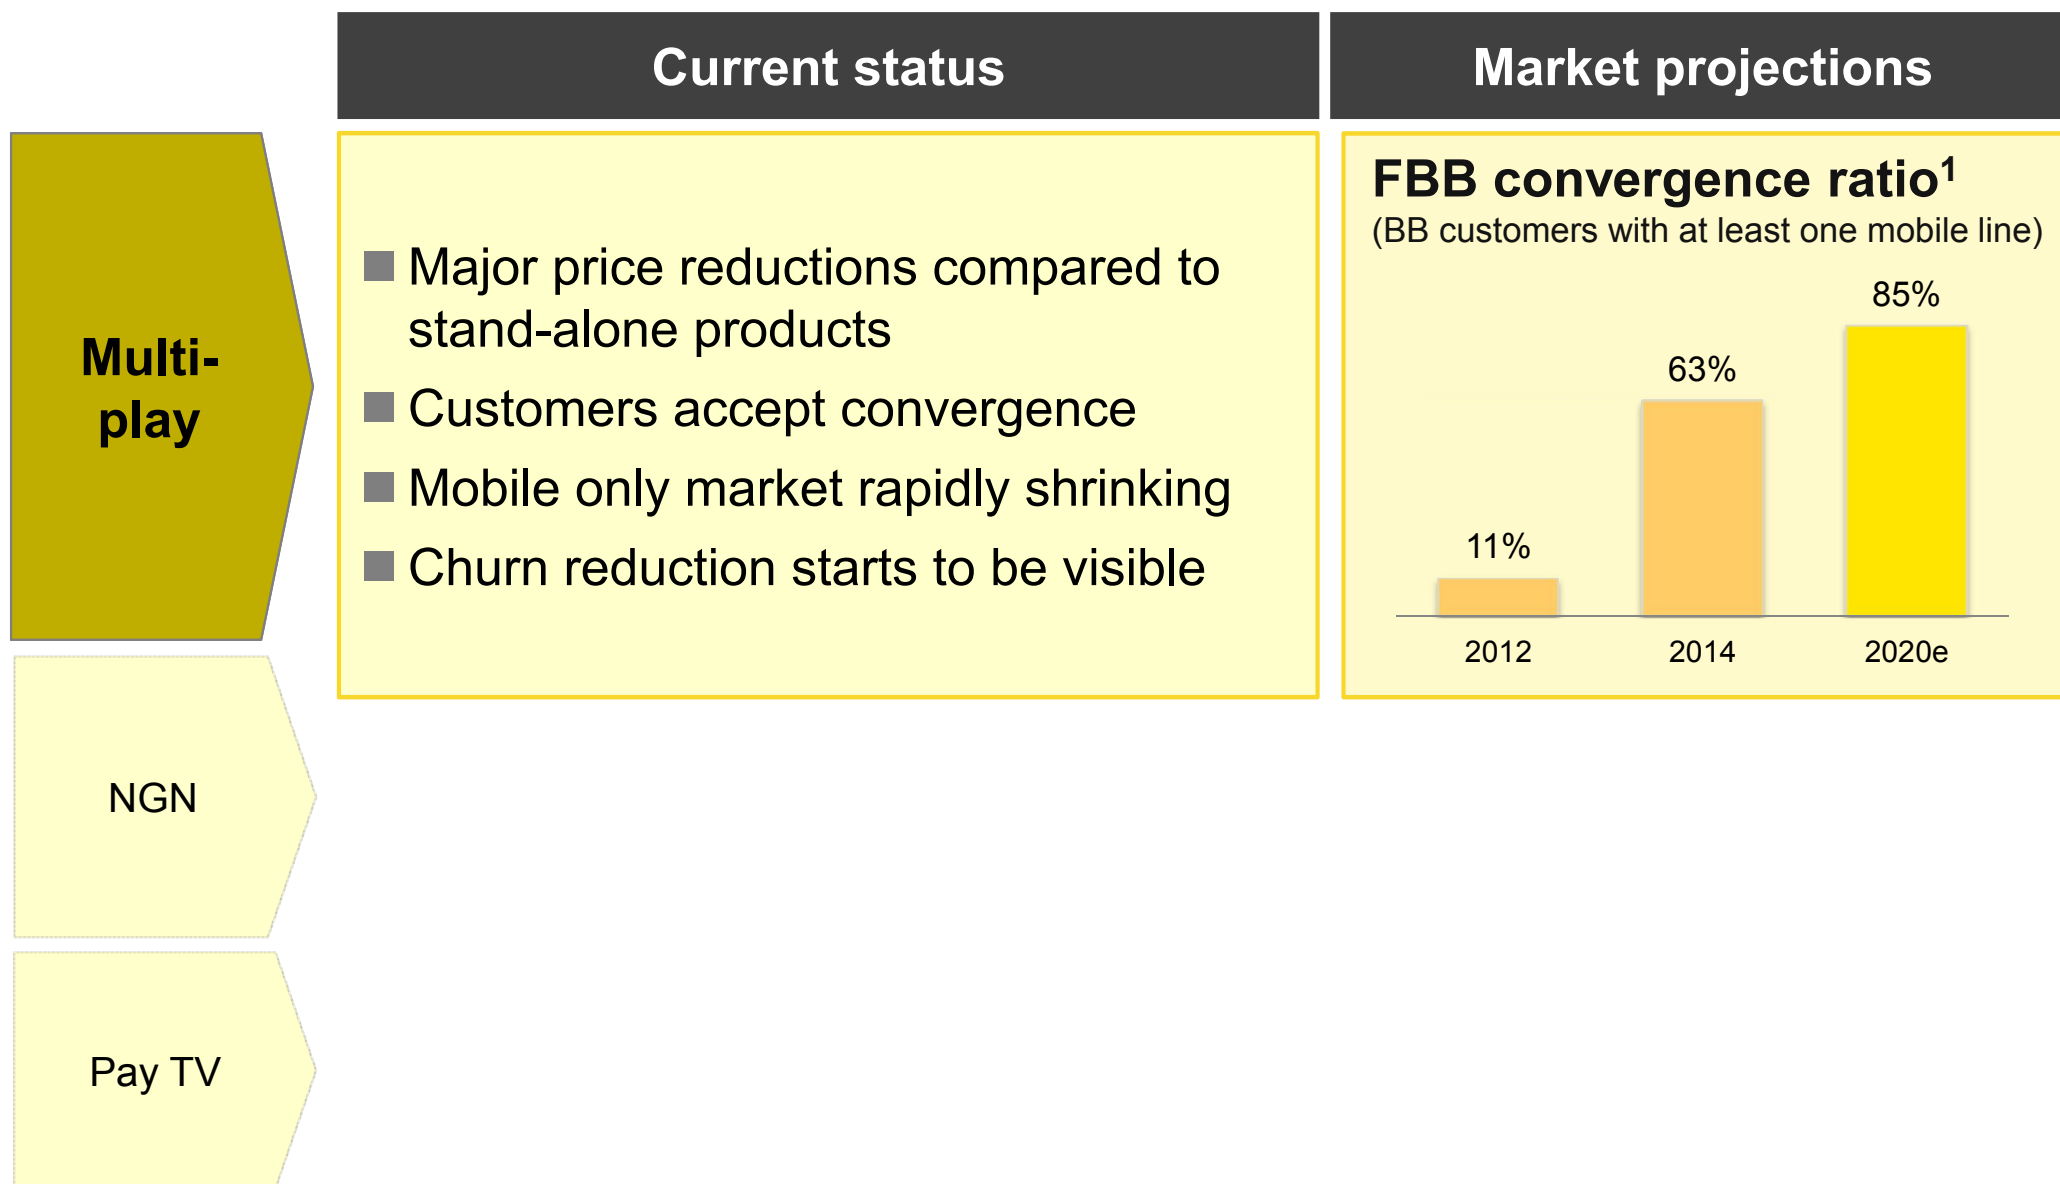 Current status
Market projections
Multi-
play
■ Major price reductions compared to
stand-alone products
■ Customers accept convergence
■ Mobile only market rapidly shrinking
■ Churn reduction starts to be visible
FBB convergence ratio¹
(BB customers with at least one mobile line)
85%
63%
11%
2012
2014
2020e
NGN
Pay TV